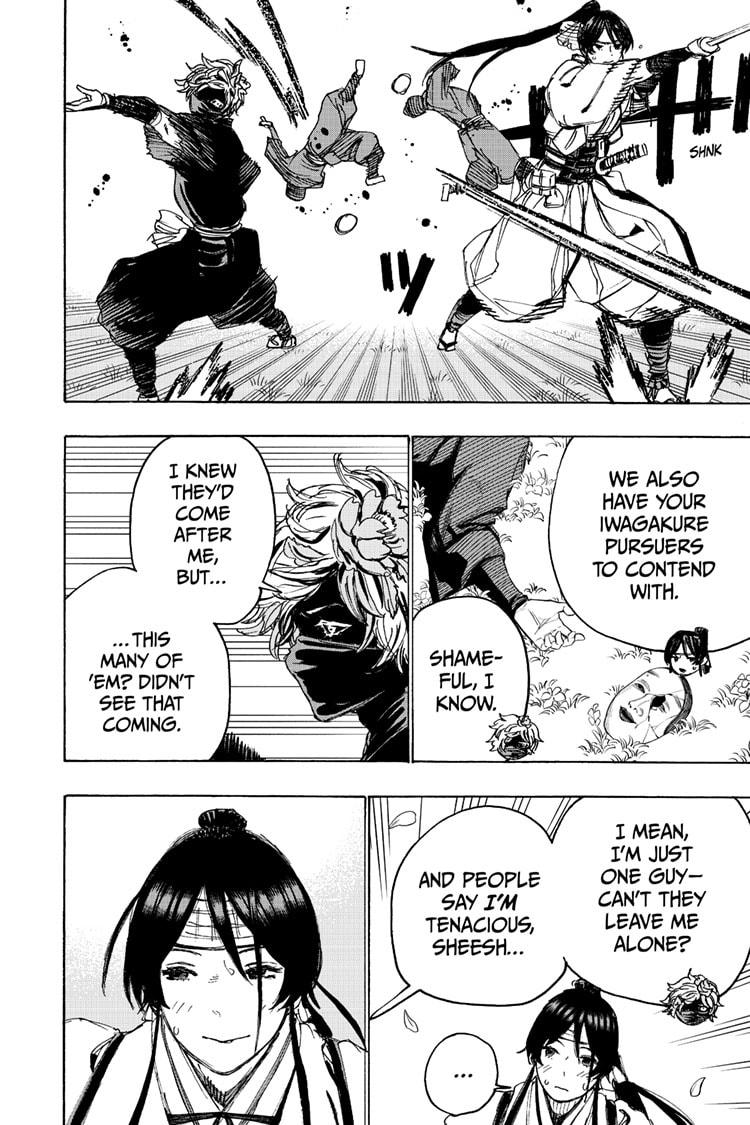 SHNK
ツ
WE ALSO
HAVE YOUR
IWAGAKURE
PURSUERS
TO CONTEND
WITH.
SHAME-
FUL, I
KNOW.
I KNEW
THEY'D
COME
AFTER
ME,
BUT...
...THIS
MANY OF
'EM? DIDN'T
SEE THAT
COMING.
I MEAN,
I'M JUST
ONE GUY—
CAN'T THEY
LEAVE ME
ALONE?
AND PEOPLE
SAY I'M
TENACIOUS,
SHEESH...
...